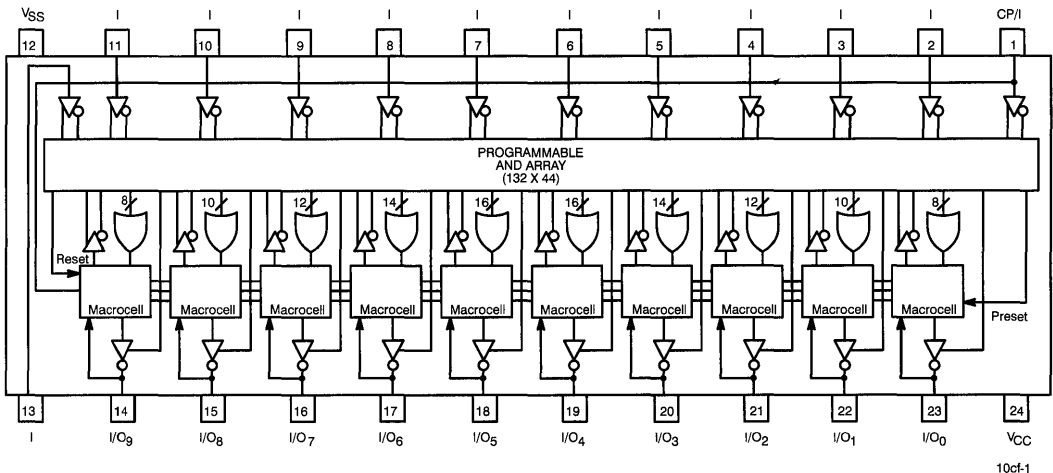 VSS I I I I I I I I I I CP/I
12 11 10 9 8 7 6 5 4 3 2 1
PROGRAMMABLE
AND ARRAY
(132 X 44)
8 10 12 14 16 16 14 12 10 8
Reset
Macrocell Macrocell Macrocell Macrocell Macrocell Macrocell Macrocell Macrocell Macrocell Macrocell
Preset
13 14 15 16 17 18 19 20 21 22 23 24
I I/O9 I/O8 I/O7 I/O6 I/O5 I/O4 I/O3 I/O2 I/O1 I/O0 VCC
10cf-1